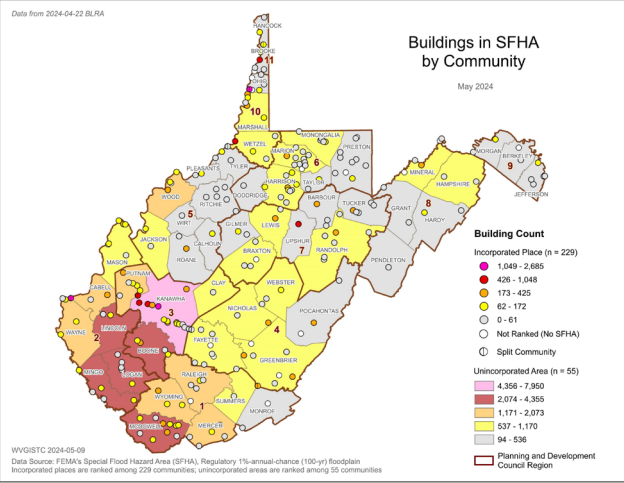 Data from 2024-04-22 BLRA
Buildings in SFHA
by Community
May 2024
HANCOCK
BROOKE
11
OHIO
10
MARSHALL
WETZEL
MONONGALIA
MARION
6
PRESTON
MORGAN
BERKELEY
9
JEFFERSON
PLEASANTS
TYLER
HARRISON
TAYLOR
MINERAL
HAMPSHIRE
WOOD
RITCHIE
DODDRIDGE
BARBOUR
TUCKER
GRANT
8
HARDY
5
WIRT
GILMER
LEWIS
UPSHUR
7
RANDOLPH
JACKSON
CALHOUN
ROANE
BRAXTON
PENDLETON
MASON
PUTNAM
CLAY
WEBSTER
CABELL
KANAWHA
3
NICHOLAS
POCAHONTAS
WAYNE
LINCOLN
2
BOONE
FAYETTE
4
GREENBRIER
MINGO
LOGAN
RALEIGH
WYOMING
1
SUMMERS
MONROE
MCDOWELL
MERCER
Building Count
Incorporated Place (n = 229)
1,049 - 2,685
426 - 1,048
173 - 425
62 - 172
0 - 61
Not Ranked (No SFHA)
Split Community
Unincorporated Area (n = 55)
4,356 - 7,950
2,074 - 4,355
1,171 - 2,073
537 - 1,170
94 - 536
Planning and Development
Council Region
WVGISTC 2024-05-09
Data Source: FEMA's Special Flood Hazard Area (SFHA), Regulatory 1%-annual-chance (100-yr) floodplain
Incorporated places are ranked among 229 communities; unincorporated areas are ranked among 55 communities